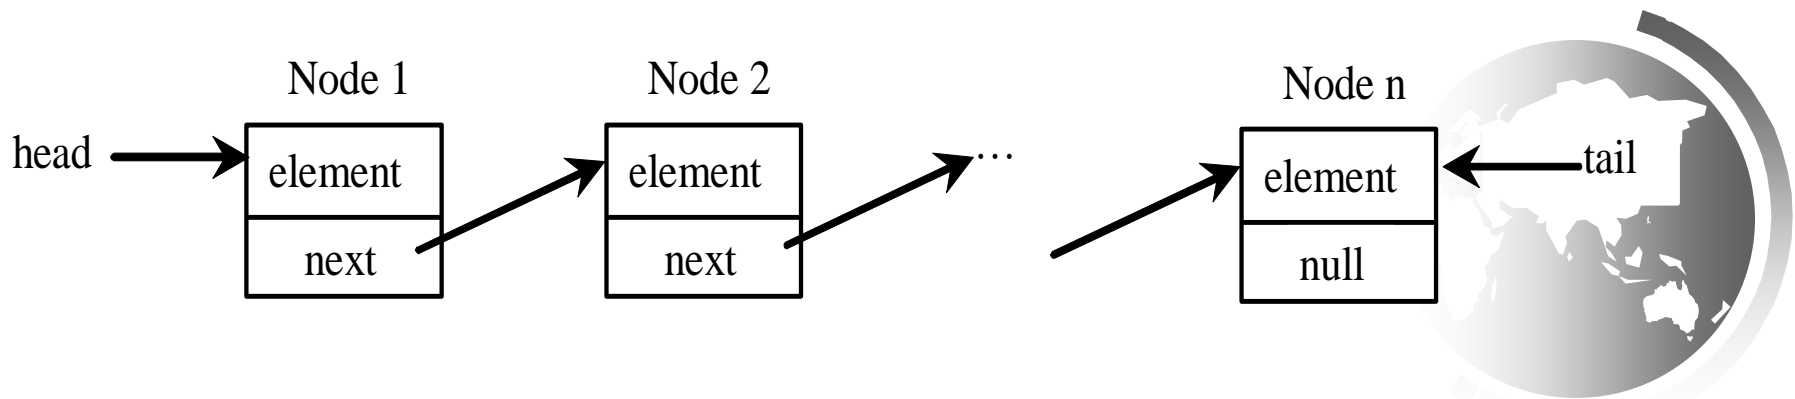 Node 1
Node 2
Node n
head
element
element
…
element
tail
next
next
null